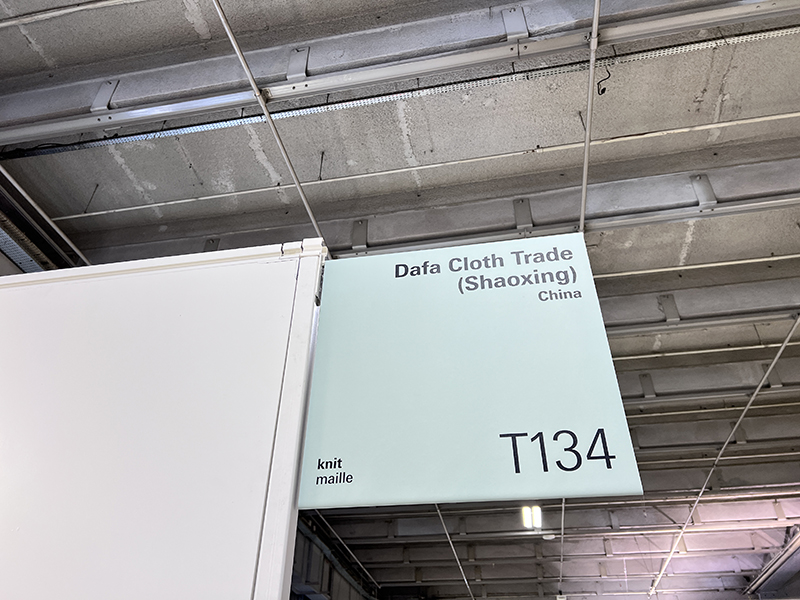 Dafa Cloth Trade
(Shaoxing)
China
T134
knit
maille